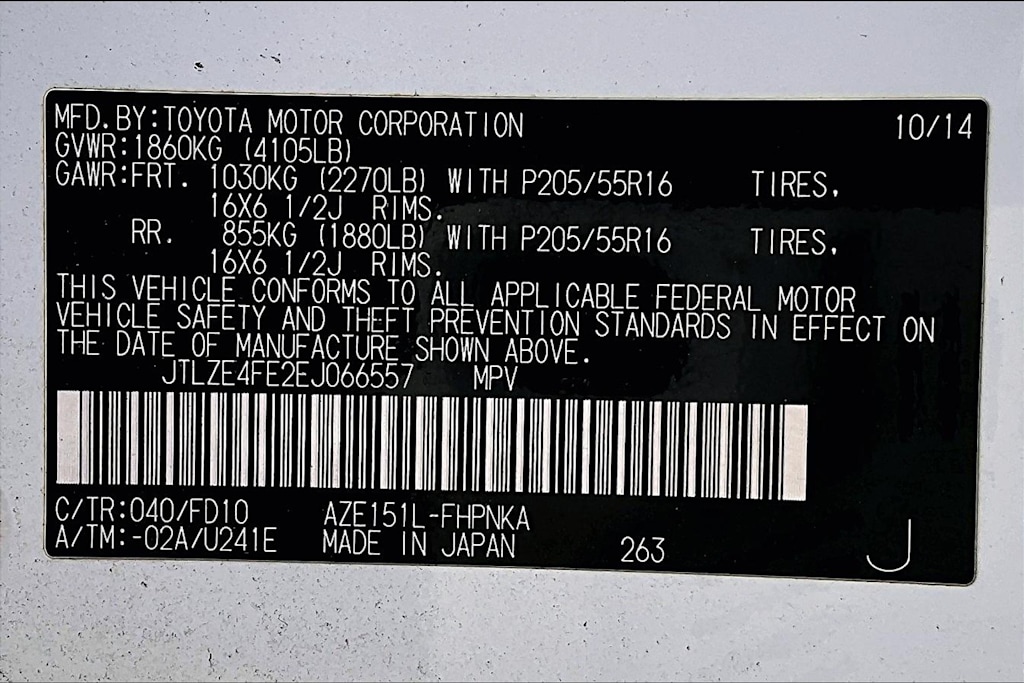 MFD.BY:TOYOTA MOTOR CORPORATION 10/14
GVWR:1860KG (4105LB)
GAWR:FRT. 1030KG (2270LB) WITH P205/55R16 TIRES,
16X6 1/2J RIMS.
RR. 855KG (1880LB) WITH P205/55R16 TIRES,
16X6 1/2J RIMS.
THIS VEHICLE CONFORMS TO ALL APPLICABLE FEDERAL MOTOR
VEHICLE SAFETY AND THEFT PREVENTION STANDARDS IN EFFECT ON
THE DATE OF MANUFACTURE SHOWN ABOVE.
JTLZE4FE2EJ066557 MPV
C/TR:040/FD10 AZE151L-FHPNKA
A/TM:-02A/U241E MADE IN JAPAN 263 J